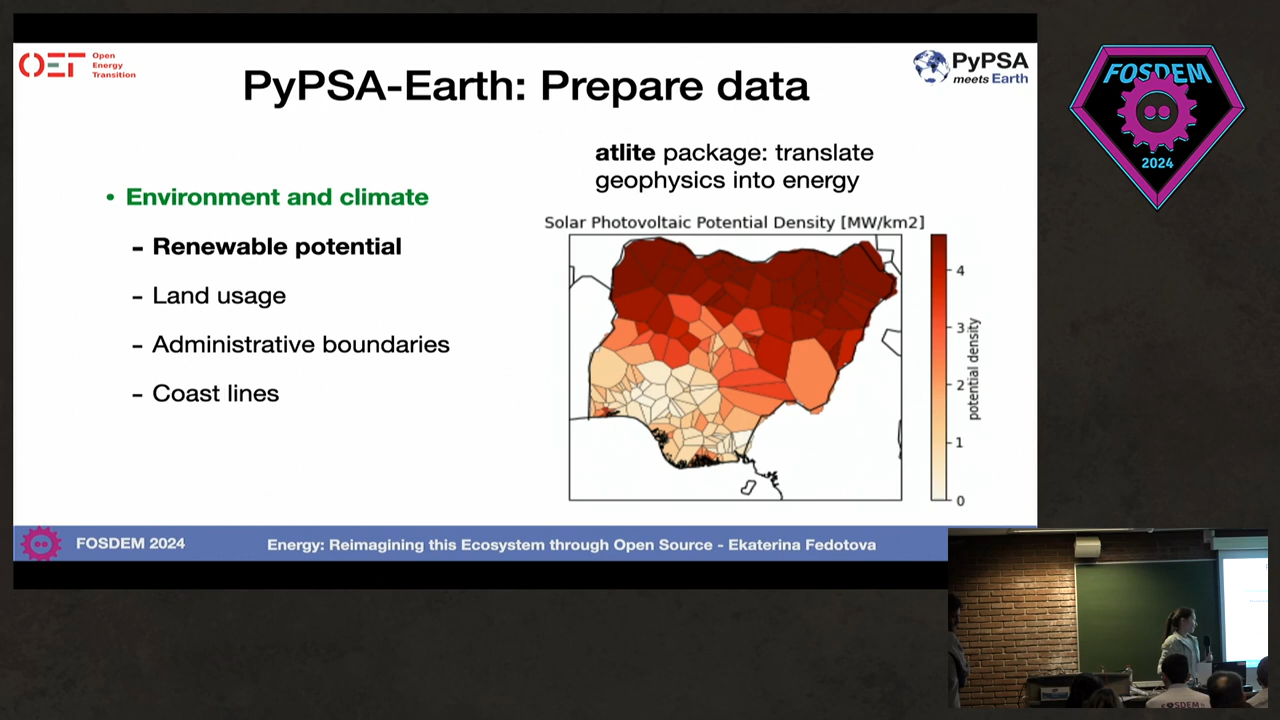 OET Open
Energy
Transition
PyPSA-Earth: Prepare data
PyPSA
meets Earth
FOSDEM
2024
• Environment and climate
- Renewable potential
- Land usage
- Administrative boundaries
- Coast lines
atlite package: translate
geophysics into energy
Solar Photovoltaic Potential Density [MW/km2]
4
3
2
1
0
potential density
FOSDEM 2024
Energy: Reimagining this Ecosystem through Open Source - Ekaterina Fedotova
FOSDEM